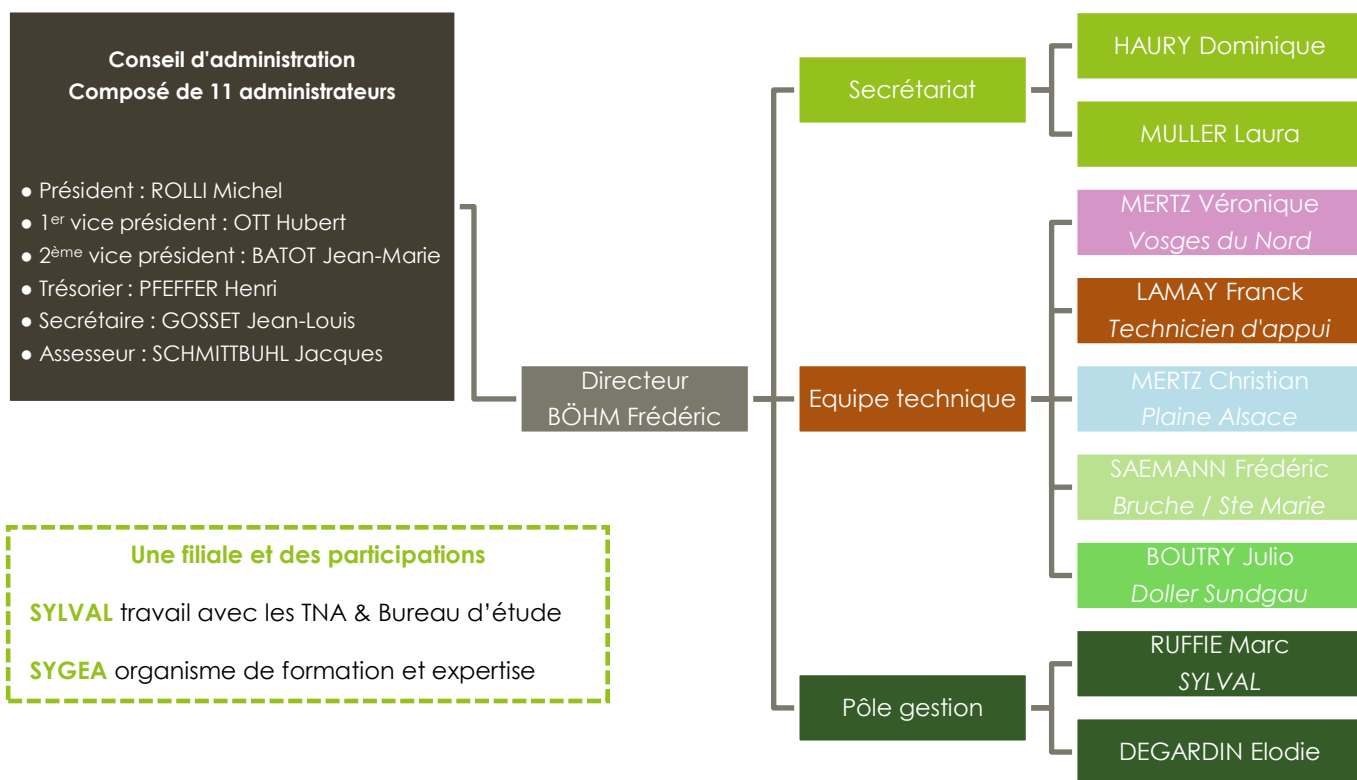 Conseil d'administration
Composé de 11 administrateurs
● Président : ROLLI Michel
● 1er vice président : OTT Hubert
● 2ème vice président : BATOT Jean-Marie
● Trésorier : PFEFFER Henri
● Secrétaire : GOSSET Jean-Louis
● Assesseur : SCHMITTBUHL Jacques
Directeur
BÖHM Frédéric
Secrétariat
HAURY Dominique
MULLER Laura
Equipe technique
MERTZ Véronique
Vosges du Nord
LAMAY Franck
Technicien d'appui
MERTZ Christian
Plaine Alsace
SAEMANN Frédéric
Bruche / Ste Marie
BOUTRY Julio
Doller Sundgau
Pôle gestion
RUFFIE Marc
SYLVAL
DEGARDIN Elodie
Une filiale et des participations
SYLVAL travail avec les TNA & Bureau d’étude
SYGEA organisme de formation et expertise